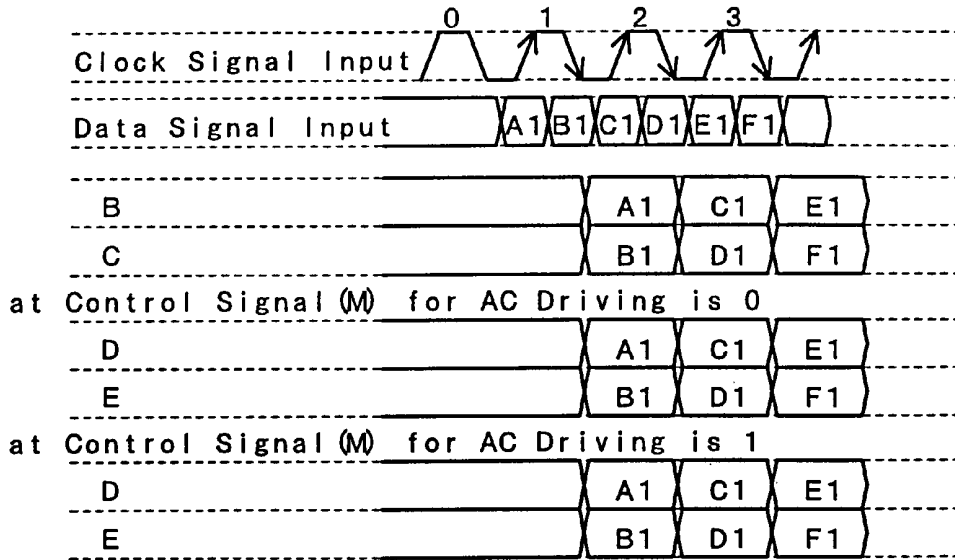 0 1 2 3
Clock Signal Input
Data Signal Input A1 B1 C1 D1 E1 F1
B A1 C1 E1
C B1 D1 F1
at Control Signal(M) for AC Driving is 0
D A1 C1 E1
E B1 D1 F1
at Control Signal(M) for AC Driving is 1
D A1 C1 E1
E B1 D1 F1